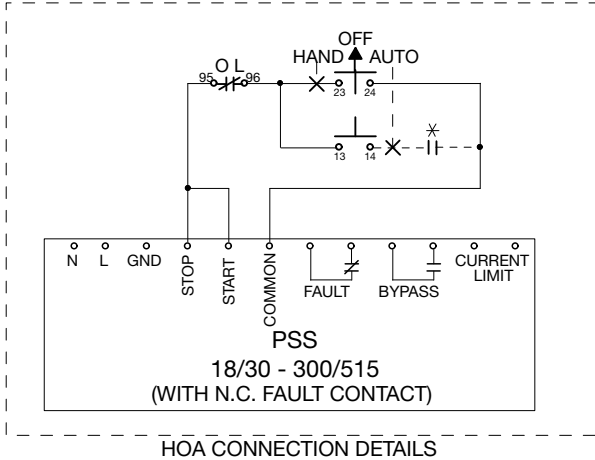 OFF
HAND AUTO
O L
95 96
23 24
13 14
N L GND STOP START COMMON FAULT BYPASS CURRENT LIMIT
PSS
18/30 - 300/515
(WITH N.C. FAULT CONTACT)
HOA CONNECTION DETAILS